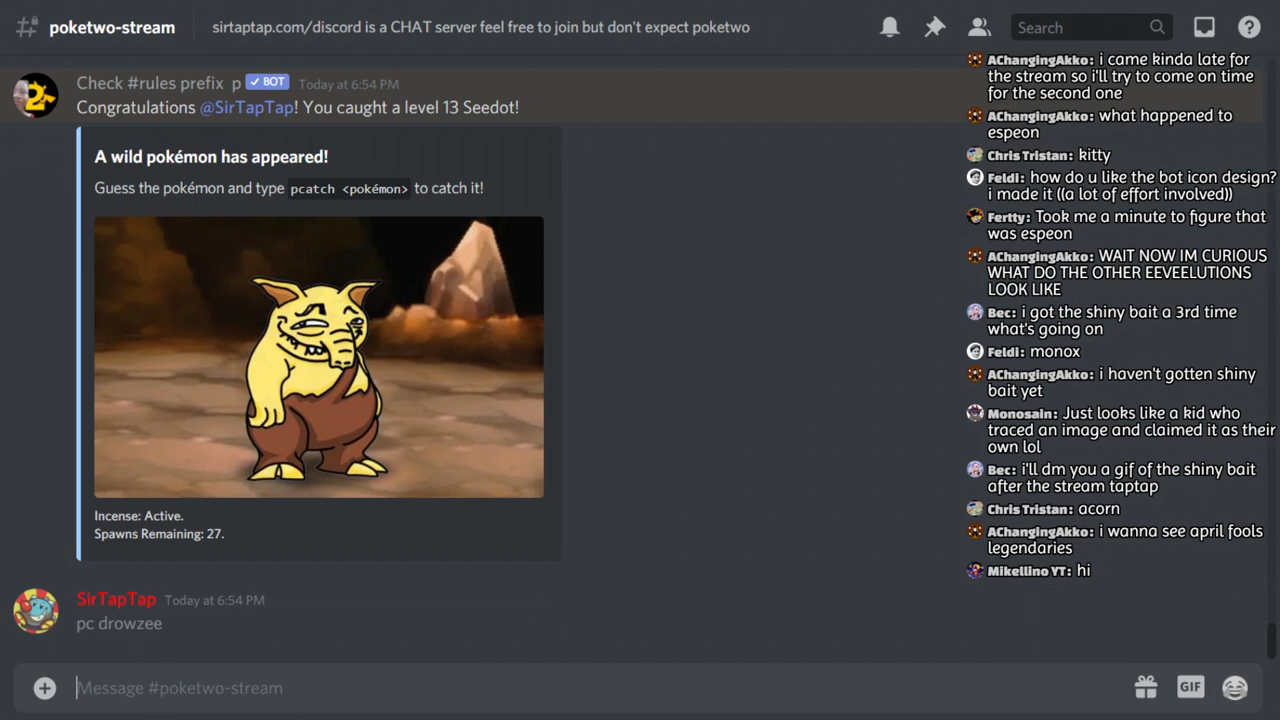 poketwo-stream
sirtaptap.com/discord is a CHAT server feel free to join but don't expect poketwo
Search
Check #rules prefix p ✓ BOT Today at 6:54 PM
Congratulations @SirTapTap! You caught a level 13 Seedot!
A wild pokémon has appeared!
Guess the pokémon and type pcatch <pokémon> to catch it!
Incense: Active.
Spawns Remaining: 27.
SirTapTap Today at 6:54 PM
pc drowzee
Message #poketwo-stream
GIF
AChangingAkko: i came kinda late for
the stream so i'll try to come on time
for the second one
AChangingAkko: what happened to
espeon
Chris Tristan: kitty
Feldi: how do u like the bot icon design?
i made it ((a lot of effort involved))
Fertty: Took me a minute to figure that
was espeon
AChangingAkko: WAIT NOW IM CURIOUS
WHAT DO THE OTHER EEVEELUTIONS
LOOK LIKE
Bec: i got the shiny bait a 3rd time
what's going on
Feldi: monox
AChangingAkko: i haven't gotten shiny
bait yet
Monosain: Just looks like a kid who
traced an image and claimed it as their
own lol
Bec: i'll dm you a gif of the shiny bait
after the stream taptap
Chris Tristan: acorn
AChangingAkko: i wanna see april fools
legendaries
Mikellino YT: hi